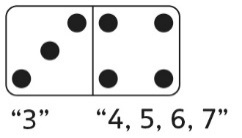 “3” “4, 5, 6, 7”